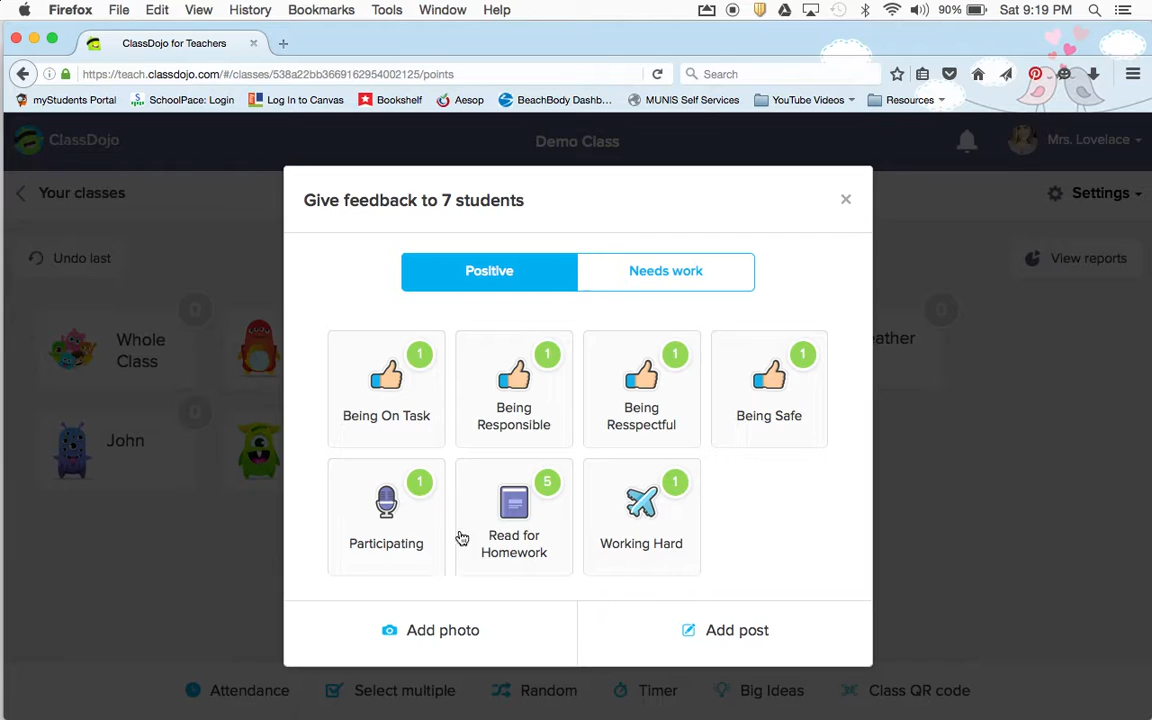 Firefox File Edit View History Bookmarks Tools Window Help 90% Sat 9:19 PM
ClassDojo for Teachers
https://teach.classdojo.com/#/classes/538a22bb3669162954002125/points Search
myStudents Portal SchoolPace: Login Log In to Canvas Bookshelf Aesop BeachBody Dashb... MUNIS Self Services YouTube Videos Resources
ClassDojo Demo Class Mrs. Lovelace
Your classes Settings
Give feedback to 7 students
Undo last View reports
Positive Needs work
0 0
Whole
Class
eather
1 1 1 1
Being On Task
Being
Responsible
Being
Resspectful
Being Safe
0
John
1 5 1
Participating
Read for
Homework
Working Hard
Add photo Add post
Attendance Select multiple Random Timer Big Ideas Class QR code